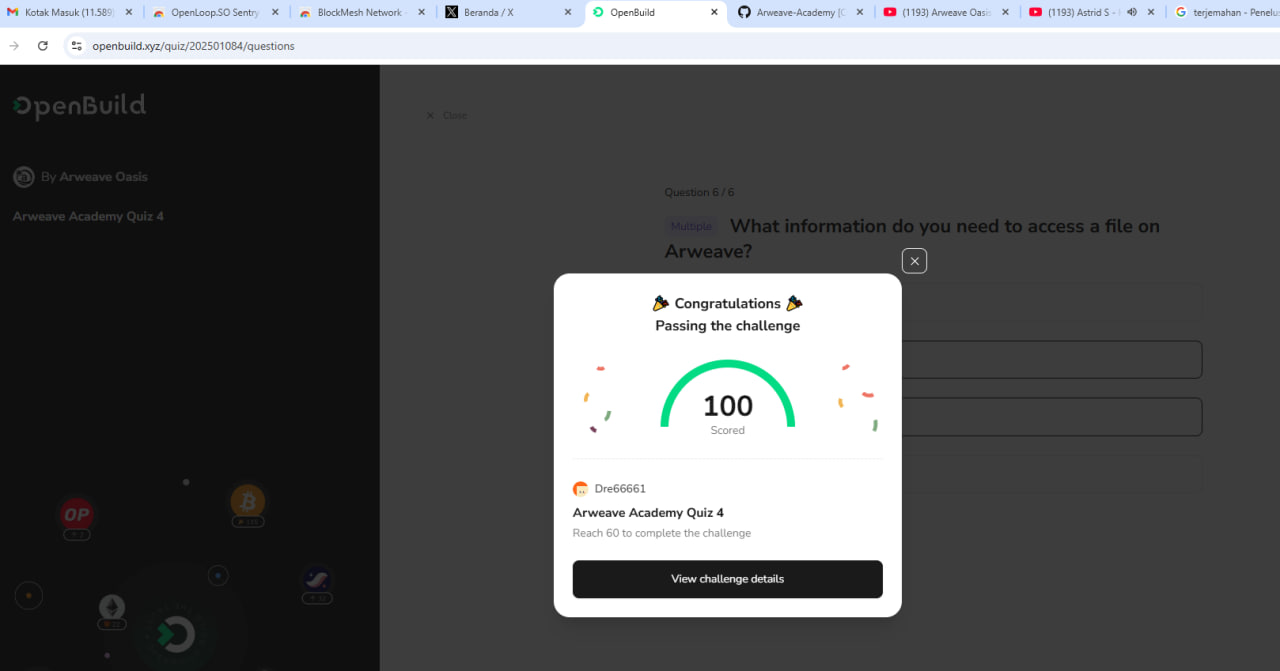 Kotak Masuk (11.589)
OpenLoop.SO Sentry
BlockMesh Network -
Beranda / X
OpenBuild
Arweave-Academy [C
(1193) Arweave Oasis
(1193) Astrid S -
terjemahan - Penelus
openbuild.xyz/quiz/202501084/questions
OpenBuild
By Arweave Oasis
Arweave Academy Quiz 4
Close
Question 6 / 6
Multiple What information do you need to access a file on
Arweave?
Congratulations
Passing the challenge
100
Scored
Dre66661
Arweave Academy Quiz 4
Reach 60 to complete the challenge
View challenge details
OP